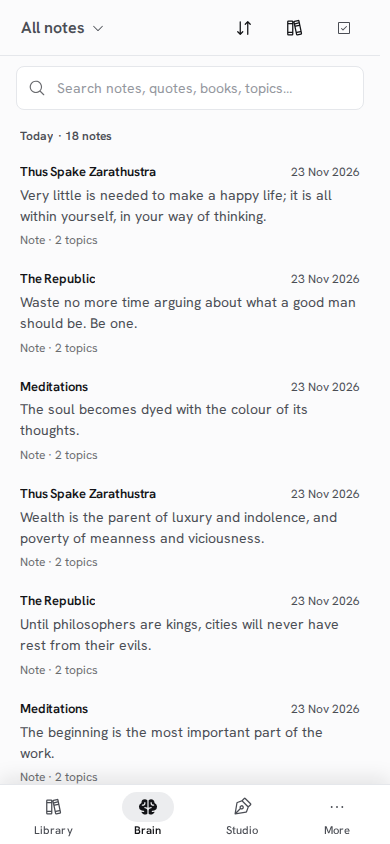 All notes
Search notes, quotes, books, topics...
Today · 18 notes
Thus Spake Zarathustra 23 Nov 2026
Very little is needed to make a happy life; it is all
within yourself, in your way of thinking.
Note · 2 topics
The Republic 23 Nov 2026
Waste no more time arguing about what a good man
should be. Be one.
Note · 2 topics
Meditations 23 Nov 2026
The soul becomes dyed with the colour of its
thoughts.
Note · 2 topics
Thus Spake Zarathustra 23 Nov 2026
Wealth is the parent of luxury and indolence, and
poverty of meanness and viciousness.
Note · 2 topics
The Republic 23 Nov 2026
Until philosophers are kings, cities will never have
rest from their evils.
Note · 2 topics
Meditations 23 Nov 2026
The beginning is the most important part of the
work.
Note · 2 topics
Library Brain Studio More